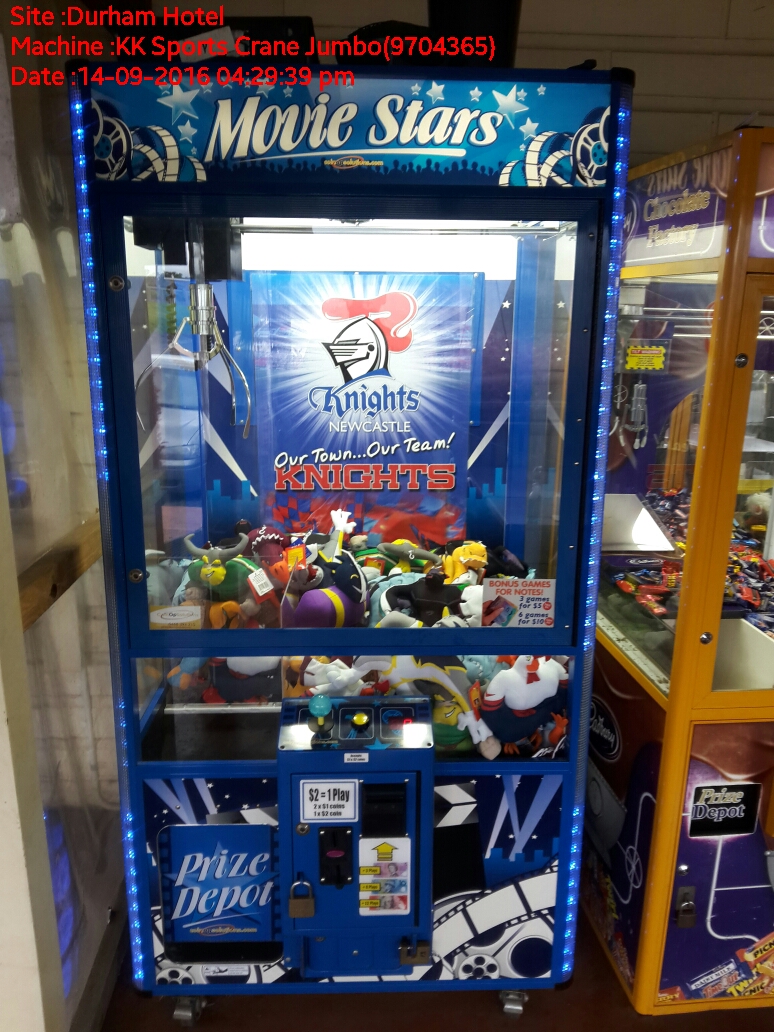 Site :Durham Hotel
Machine :KK Sports Crane Jumbo(9704365)
Date :14-09-2016 04:29:39 pm
Movie Stars
Chocolate
Factory
Knights
NEWCASTLE
Our Town...Our Team!
KNIGHTS
BONUS GAMES
FOR NOTES!
3 games
for $5
6 games
for $10
$2 = 1 Play
2 x $1 coins
1 x $2 coin
Prize
Depot
Cadbury
Prize
Depot